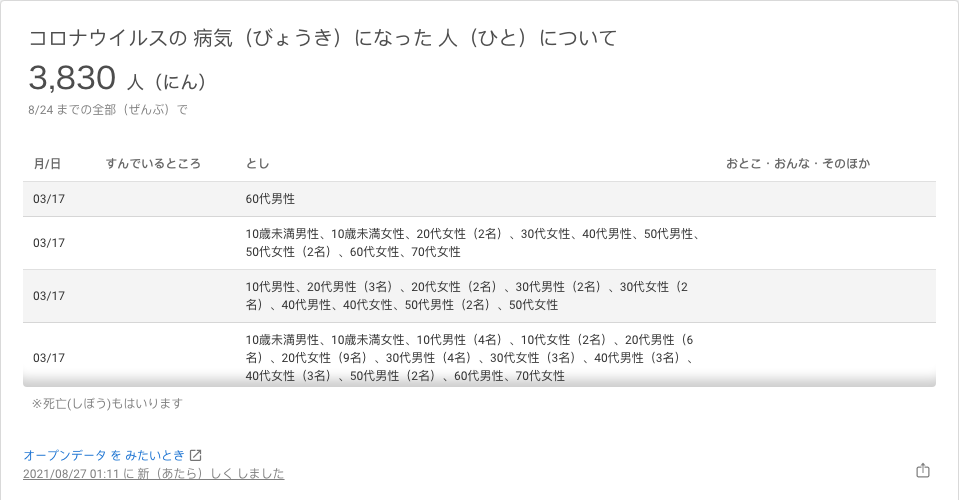 コロナウイルスの 病気（びょうき）になった 人（ひと）について
3,830 人（にん）
8/24 までの全部（ぜんぶ）で
月/日 すんでいるところ とし おとこ・おんな・そのほか
03/17 60代男性
03/17 10歳未満男性、10歳未満女性、20代女性（2名）、30代女性、40代男性、50代男性、
50代女性（2名）、60代女性、70代女性
03/17 10代男性、20代男性（3名）、20代女性（2名）、30代男性（2名）、30代女性（2
名）、40代男性、40代女性、50代男性（2名）、50代女性
03/17 10歳未満男性、10歳未満女性、10代男性（4名）、10代女性（2名）、20代男性（6
名）、20代女性（9名）、30代男性（4名）、30代女性（3名）、40代男性（3名）、
40代女性（3名）、50代男性（2名）、60代男性、70代女性
※死亡(しぼう)もはいります
オープンデータ を みたいとき
2021/08/27 01:11 に 新（あたら）しく しました